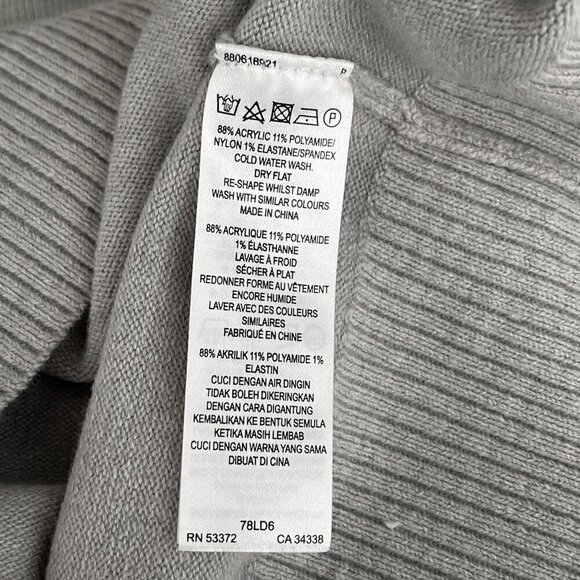 880618921 P
P
88% ACRYLIC 11% POLYAMIDE/
NYLON 1% ELASTANE/SPANDEX
COLD WATER WASH.
DRY FLAT
RE-SHAPE WHILST DAMP
WASH WITH SIMILAR COLOURS
MADE IN CHINA
88% ACRYLIQUE 11% POLYAMIDE
1% ÉLASTHANNE
LAVAGE À FROID
SÉCHER À PLAT
REDONNER FORME AU VÊTEMENT
ENCORE HUMIDE
LAVER AVEC DES COULEURS
SIMILAIRES
FABRIQUÉ EN CHINE
88% AKRILIK 11% POLYAMIDE 1%
ELASTIN
CUCI DENGAN AIR DINGIN
TIDAK BOLEH DIKERINGKAN
DENGAN CARA DIGANTUNG
KEMBALIKAN KE BENTUK SEMULA
KETIKA MASIH LEMBAB
CUCI DENGAN WARNA YANG SAMA
DIBUAT DI CINA
78LD6
RN 53372 CA 34338